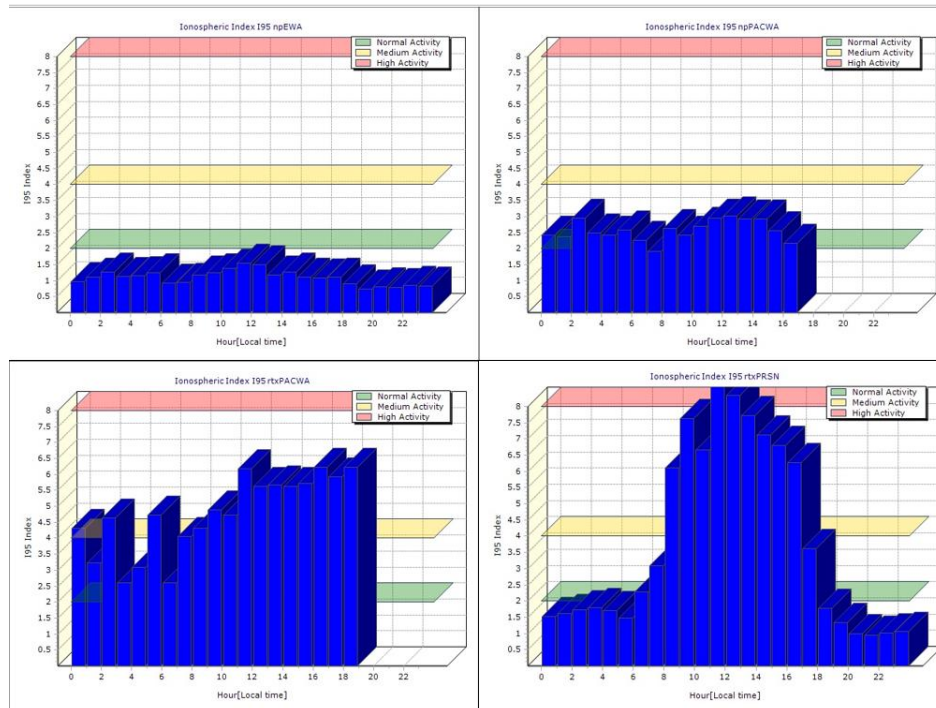 Ionospheric Index I95 npEWA
Normal Activity
Medium Activity
High Activity
I95 Index
8
7.5
7
6.5
6
5.5
5
4.5
4
3.5
3
2.5
2
1.5
1
0.5
0 2 4 6 8 10 12 14 16 18 20 22
Hour[Local time]
Ionospheric Index I95 npPACWA
Normal Activity
Medium Activity
High Activity
I95 Index
8
7.5
7
6.5
6
5.5
5
4.5
4
3.5
3
2.5
2
1.5
1
0.5
0 2 4 6 8 10 12 14 16 18 20 22
Hour[Local time]
Ionospheric Index I95 rtxPACWA
Normal Activity
Medium Activity
High Activity
I95 Index
8
7.5
7
6.5
6
5.5
5
4.5
4
3.5
3
2.5
2
1.5
1
0.5
0 2 4 6 8 10 12 14 16 18 20 22
Hour[Local time]
Ionospheric Index I95 rtxPRSN
Normal Activity
Medium Activity
High Activity
I95 Index
8
7.5
7
6.5
6
5.5
5
4.5
4
3.5
3
2.5
2
1.5
1
0.5
0 2 4 6 8 10 12 14 16 18 20 22
Hour[Local time]